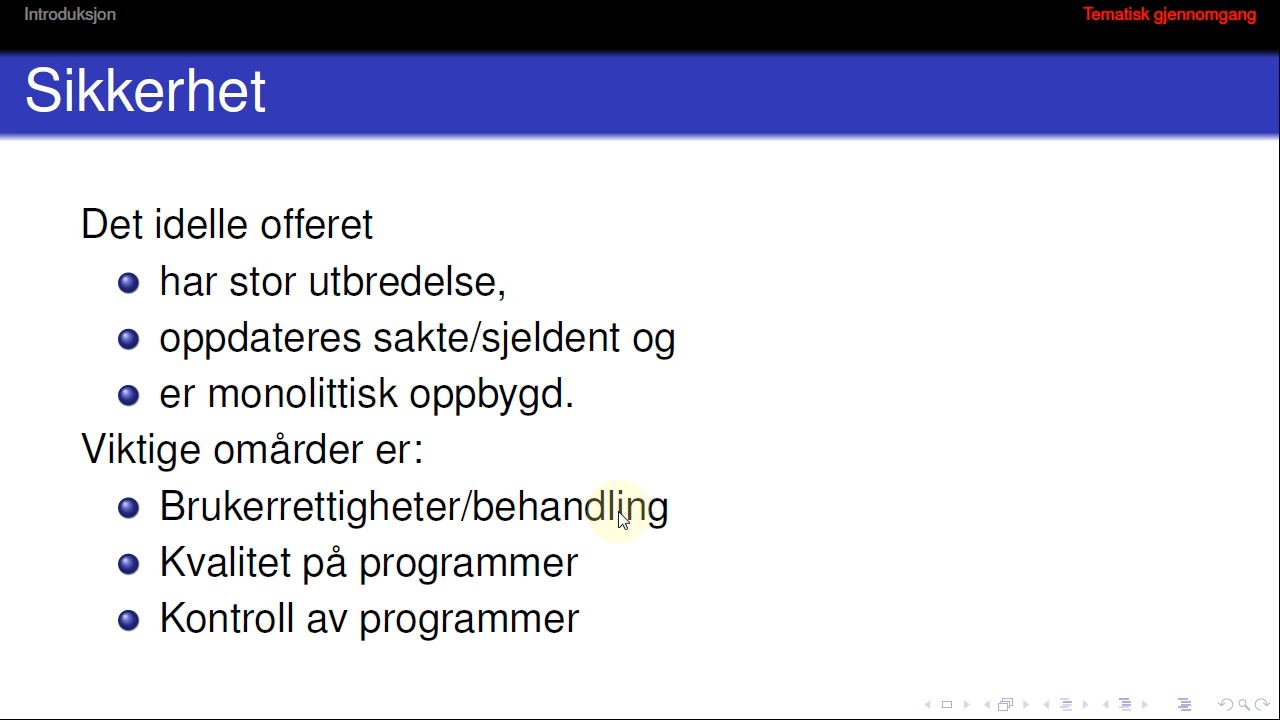 Introduksjon
Tematisk gjennomgang
Sikkerhet
Det idelle offeret
har stor utbredelse,
oppdateres sakte/sjeldent og
er monolittisk oppbygd.
Viktige omårder er:
Brukerrettigheter/behandling
Kvalitet på programmer
Kontroll av programmer